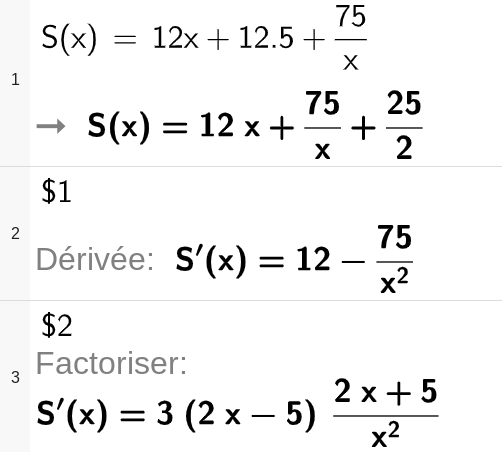 S(x) = 12x + 12.5 + 75/x
1
→ S(x) = 12 x + 75/x + 25/2
$1
2
Dérivée: S′(x) = 12 − 75/x²
$2
3
Factoriser:
S′(x) = 3 (2 x − 5) (2 x + 5)/x²